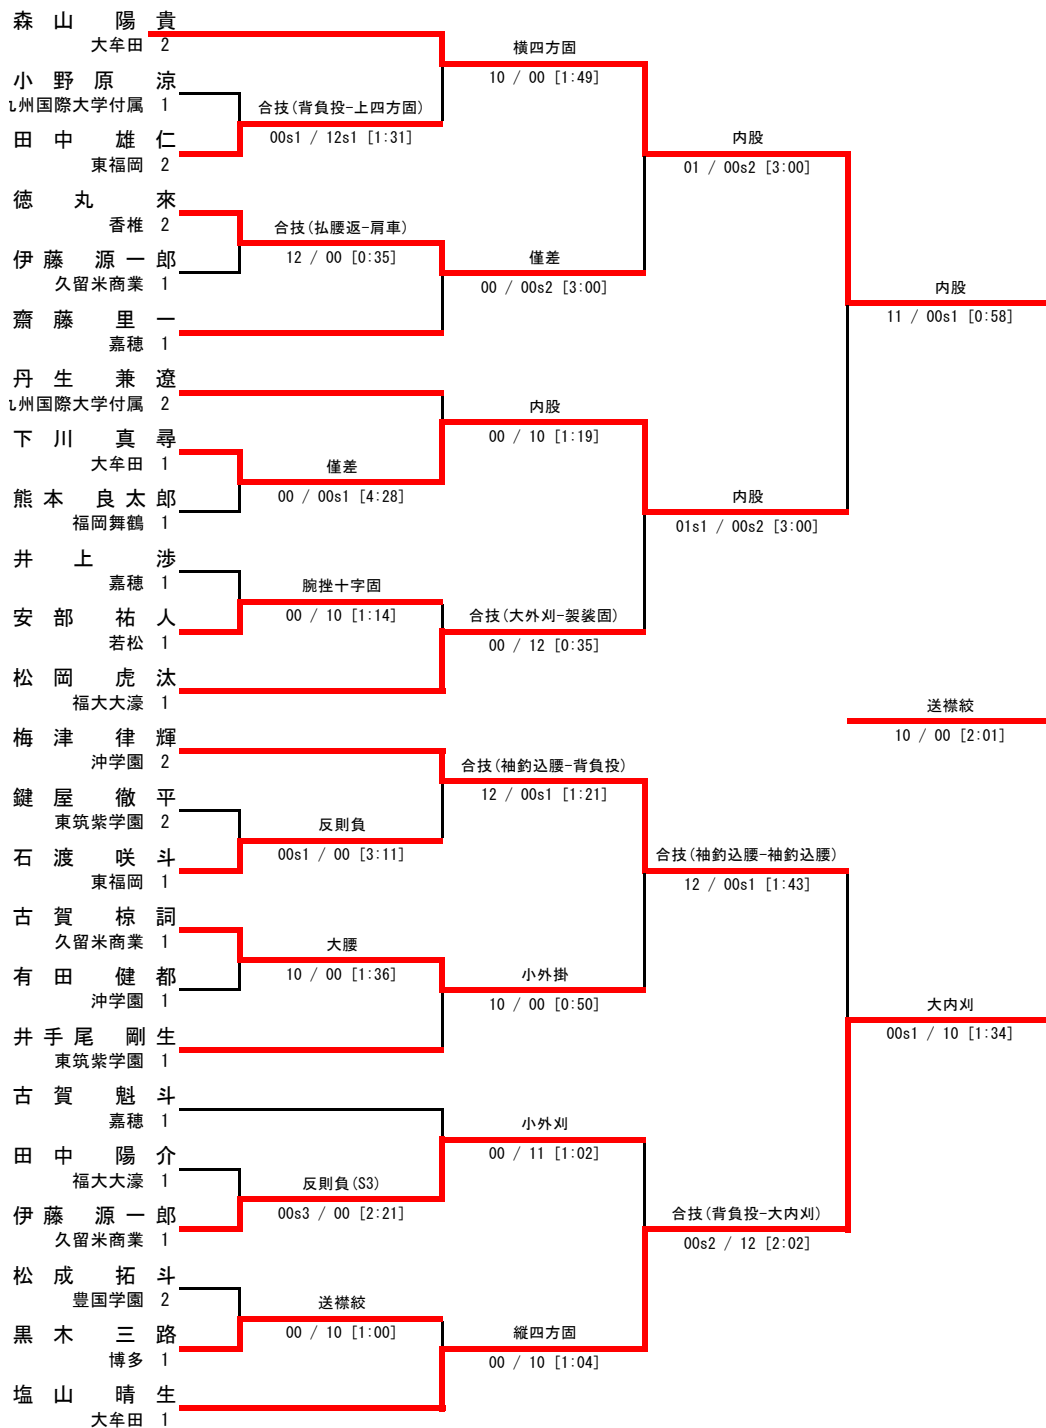 森山 陽貴
大牟田 2
小野原 涼
九州国際大学付属 1
田中 雄仁
東福岡 2
徳丸 來
香椎 2
伊藤 源一郎
久留米商業 1
齋藤 里一
嘉穂 1
丹生 兼遼
九州国際大学付属 2
下川 真尋
大牟田 1
熊本 良太郎
福岡舞鶴 1
井上 渉
嘉穂 1
安部 祐人
若松 1
松岡 虎汰
福大大濠 1
梅津 律輝
沖学園 2
鍵屋 徹平
東筑紫学園 2
石渡 咲斗
東福岡 1
古賀 椋詞
久留米商業 1
有田 健都
沖学園 1
井手尾 剛生
東筑紫学園 1
古賀 魁斗
嘉穂 1
田中 陽介
福大大濠 1
伊藤 源一郎
久留米商業 1
松成 拓斗
豊国学園 2
黒木 三路
博多 1
塩山 晴生
大牟田 1
合技(背負投-上四方固)
00s1 / 12s1 [1:31]
合技(払腰返-肩車)
12 / 00 [0:35]
僅差
00 / 00s1 [4:28]
腕挫十字固
00 / 10 [1:14]
反則負
00s1 / 00 [3:11]
大腰
10 / 00 [1:36]
反則負(S3)
00s3 / 00 [2:21]
送襟絞
00 / 10 [1:00]
横四方固
10 / 00 [1:49]
僅差
00 / 00s2 [3:00]
内股
00 / 10 [1:19]
合技(大外刈-袈裟固)
00 / 12 [0:35]
合技(袖釣込腰-背負投)
12 / 00s1 [1:21]
小外掛
10 / 00 [0:50]
小外刈
00 / 11 [1:02]
縦四方固
00 / 10 [1:04]
内股
01 / 00s2 [3:00]
内股
01s1 / 00s2 [3:00]
合技(袖釣込腰-袖釣込腰)
12 / 00s1 [1:43]
合技(背負投-大内刈)
00s2 / 12 [2:02]
内股
11 / 00s1 [0:58]
送襟絞
10 / 00 [2:01]
大内刈
00s1 / 10 [1:34]